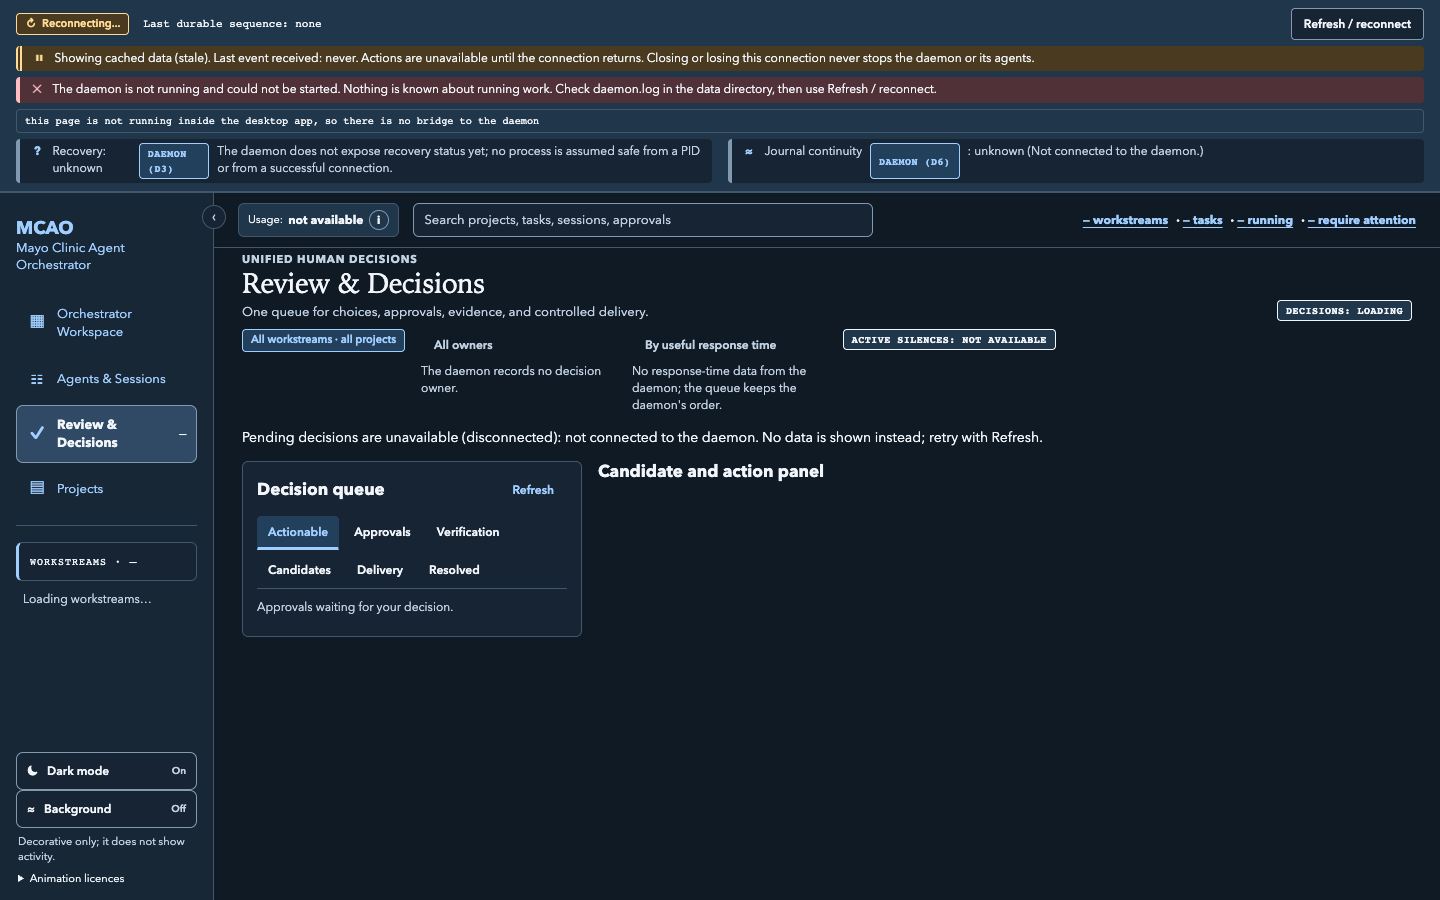 Reconnecting...
Last durable sequence: none
Refresh / reconnect
Showing cached data (stale). Last event received: never. Actions are unavailable until the connection returns. Closing or losing this connection never stops the daemon or its agents.
The daemon is not running and could not be started. Nothing is known about running work. Check daemon.log in the data directory, then use Refresh / reconnect.
this page is not running inside the desktop app, so there is no bridge to the daemon
? Recovery:
unknown
DAEMON
(D3)
The daemon does not expose recovery status yet; no process is assumed safe from a PID
or from a successful connection.
≈ Journal continuity
DAEMON (D6)
: unknown (Not connected to the daemon.)
MCAO
Mayo Clinic Agent
Orchestrator
Orchestrator
Workspace
Agents & Sessions
Review &
Decisions
–
Projects
WORKSTREAMS · —
Loading workstreams…
Dark mode On
≈ Background Off
Decorative only; it does not show
activity.
Animation licences
‹
Usage: not available i
Search projects, tasks, sessions, approvals
– workstreams · – tasks · – running · – require attention
UNIFIED HUMAN DECISIONS
Review & Decisions
One queue for choices, approvals, evidence, and controlled delivery.
DECISIONS: LOADING
All workstreams · all projects
All owners
The daemon records no decision
owner.
By useful response time
No response-time data from the
daemon; the queue keeps the
daemon's order.
ACTIVE SILENCES: NOT AVAILABLE
Pending decisions are unavailable (disconnected): not connected to the daemon. No data is shown instead; retry with Refresh.
Decision queue
Refresh
Actionable Approvals Verification
Candidates Delivery Resolved
Approvals waiting for your decision.
Candidate and action panel